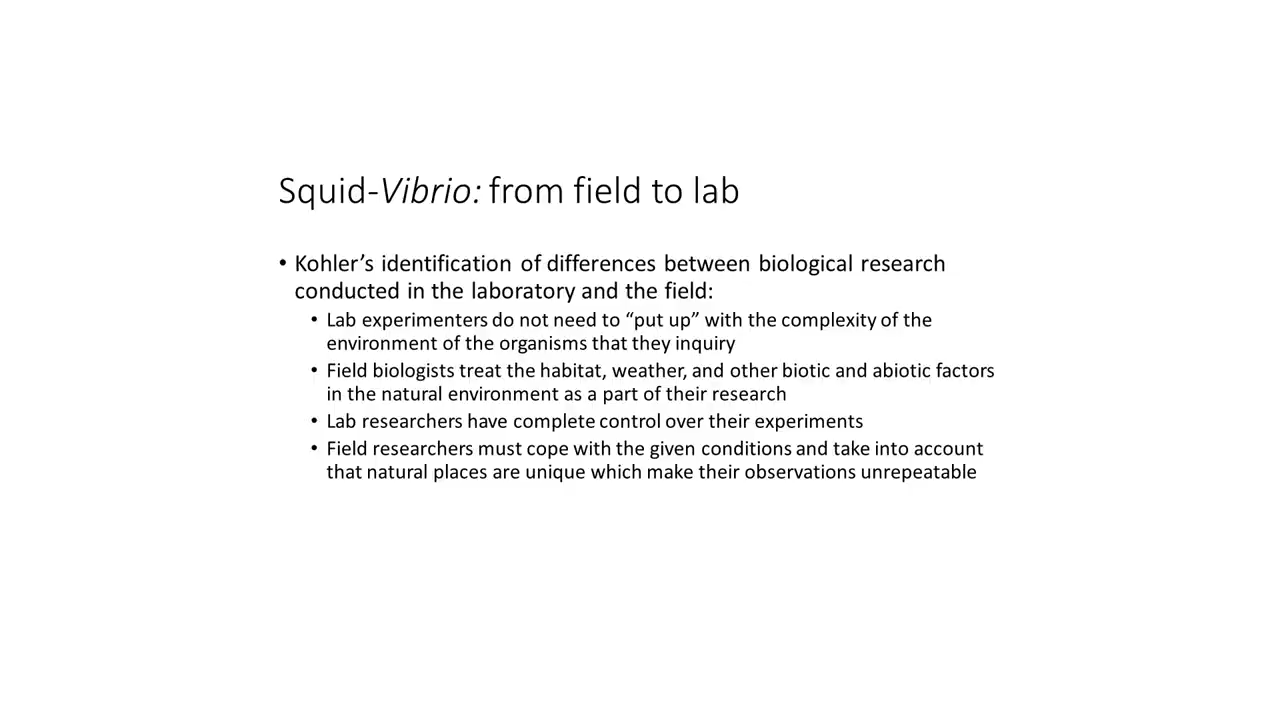 Squid-Vibrio: from field to lab
• Kohler’s identification of differences between biological research
conducted in the laboratory and the field:
• Lab experimenters do not need to “put up” with the complexity of the
environment of the organisms that they inquiry
• Field biologists treat the habitat, weather, and other biotic and abiotic factors
in the natural environment as a part of their research
• Lab researchers have complete control over their experiments
• Field researchers must cope with the given conditions and take into account
that natural places are unique which make their observations unrepeatable